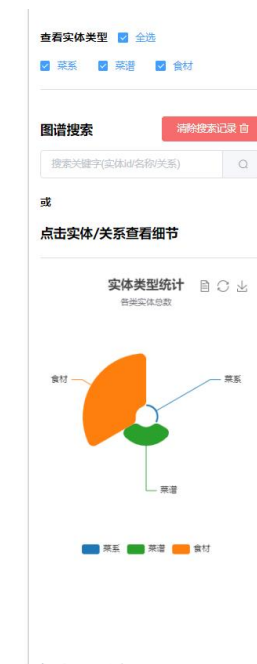 查看实体类型 全选
菜系 菜谱 食材
图谱搜索 清除搜索记录
搜索关键字(实体id/名称/关系)
或
点击实体/关系查看细节
实体类型统计
各类实体总数
食材
菜系
菜谱
菜系 菜谱 食材